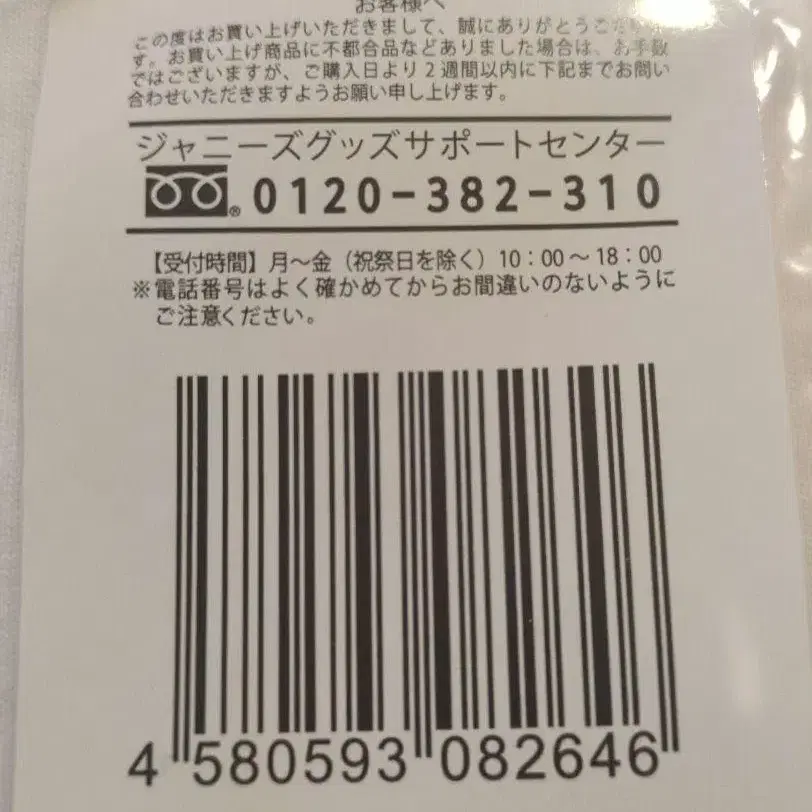 お客様へ
この度はお買い上げいただきまして、誠にありがとうござい
す。お買い上げ商品に不都合品などありました場合は、お手数
ではございますが、ご購入日より2週間以内に下記までお問い
合わせいただきますようお願い申し上げます。
ジャニーズグッズサポートセンター
0120-382-310
【受付時間】月〜金（祝祭日を除く）10：00〜18：00
※電話番号はよく確かめてからお間違いのないように
ご注意ください。
4 580593 082646